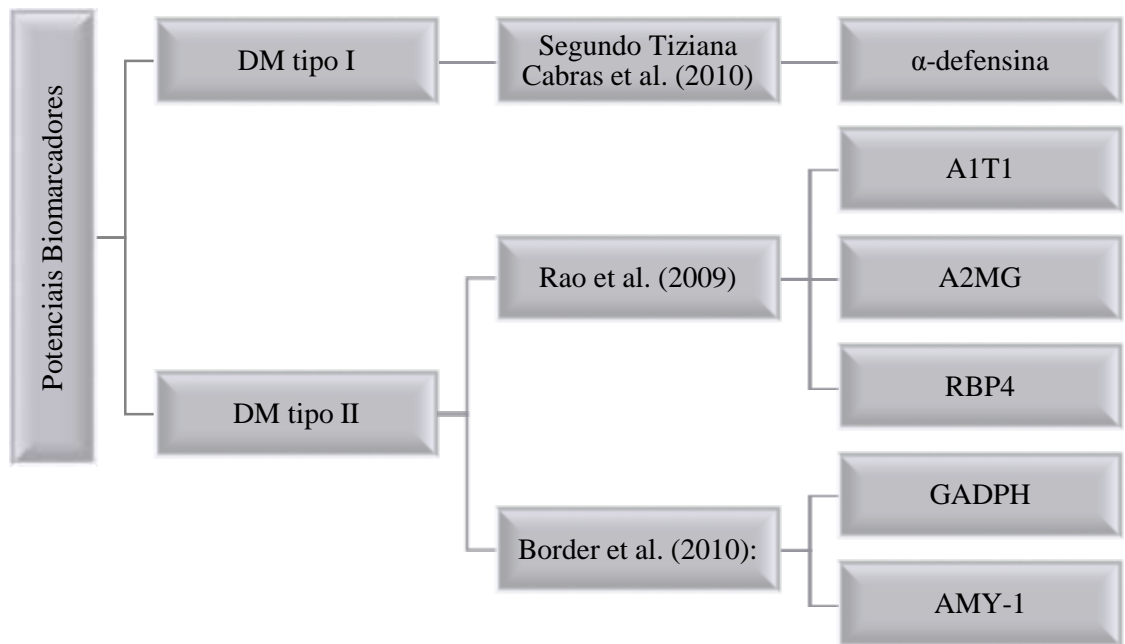 Potenciais Biomarcadores
DM tipo I
Segundo Tiziana
Cabras et al. (2010)
α-defensina
DM tipo II
Rao et al. (2009)
A1T1
A2MG
RBP4
Border et al. (2010):
GADPH
AMY-1